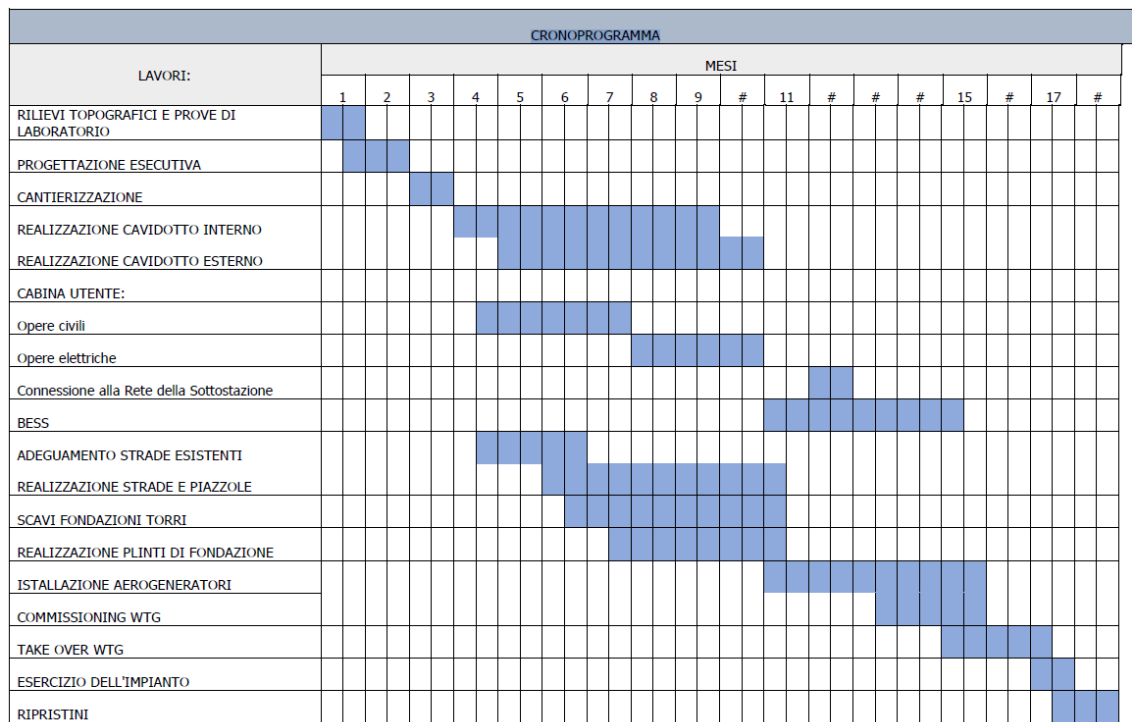 CRONOPROGRAMMA
LAVORI:
MESI
1 2 3 4 5 6 7 8 9 # 11 # # # 15 # 17 #
RILIEVI TOPOGRAFICI E PROVE DI
LABORATORIO
PROGETTAZIONE ESECUTIVA
CANTIERIZZAZIONE
REALIZZAZIONE CAVIDOTTO INTERNO
REALIZZAZIONE CAVIDOTTO ESTERNO
CABINA UTENTE:
Opere civili
Opere elettriche
Connessione alla Rete della Sottostazione
BESS
ADEGUAMENTO STRADE ESISTENTI
REALIZZAZIONE STRADE E PIAZZOLE
SCAVI FONDAZIONI TORRI
REALIZZAZIONE PLINTI DI FONDAZIONE
ISTALLAZIONE AEROGENERATORI
COMMISSIONING WTG
TAKE OVER WTG
ESERCIZIO DELL'IMPIANTO
RIPRISTINI